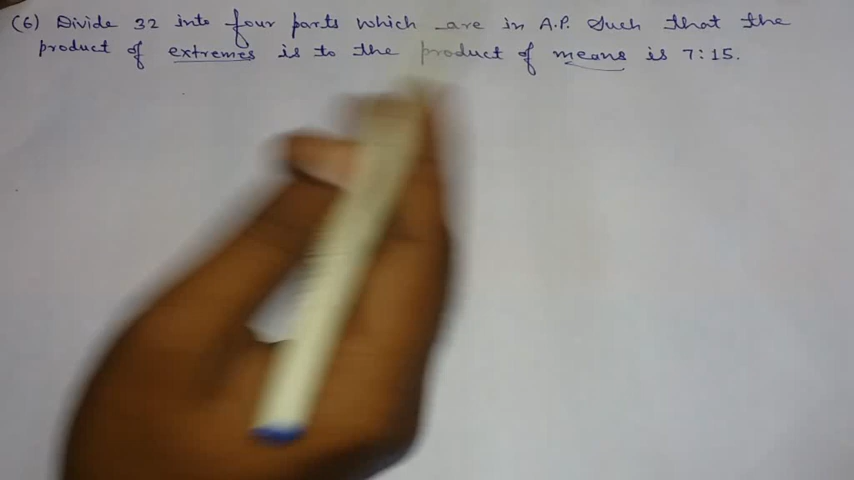 (6) Divide 32 into four parts which are in A.P. Such that the
product of extremes is to the product of means is 7:15.